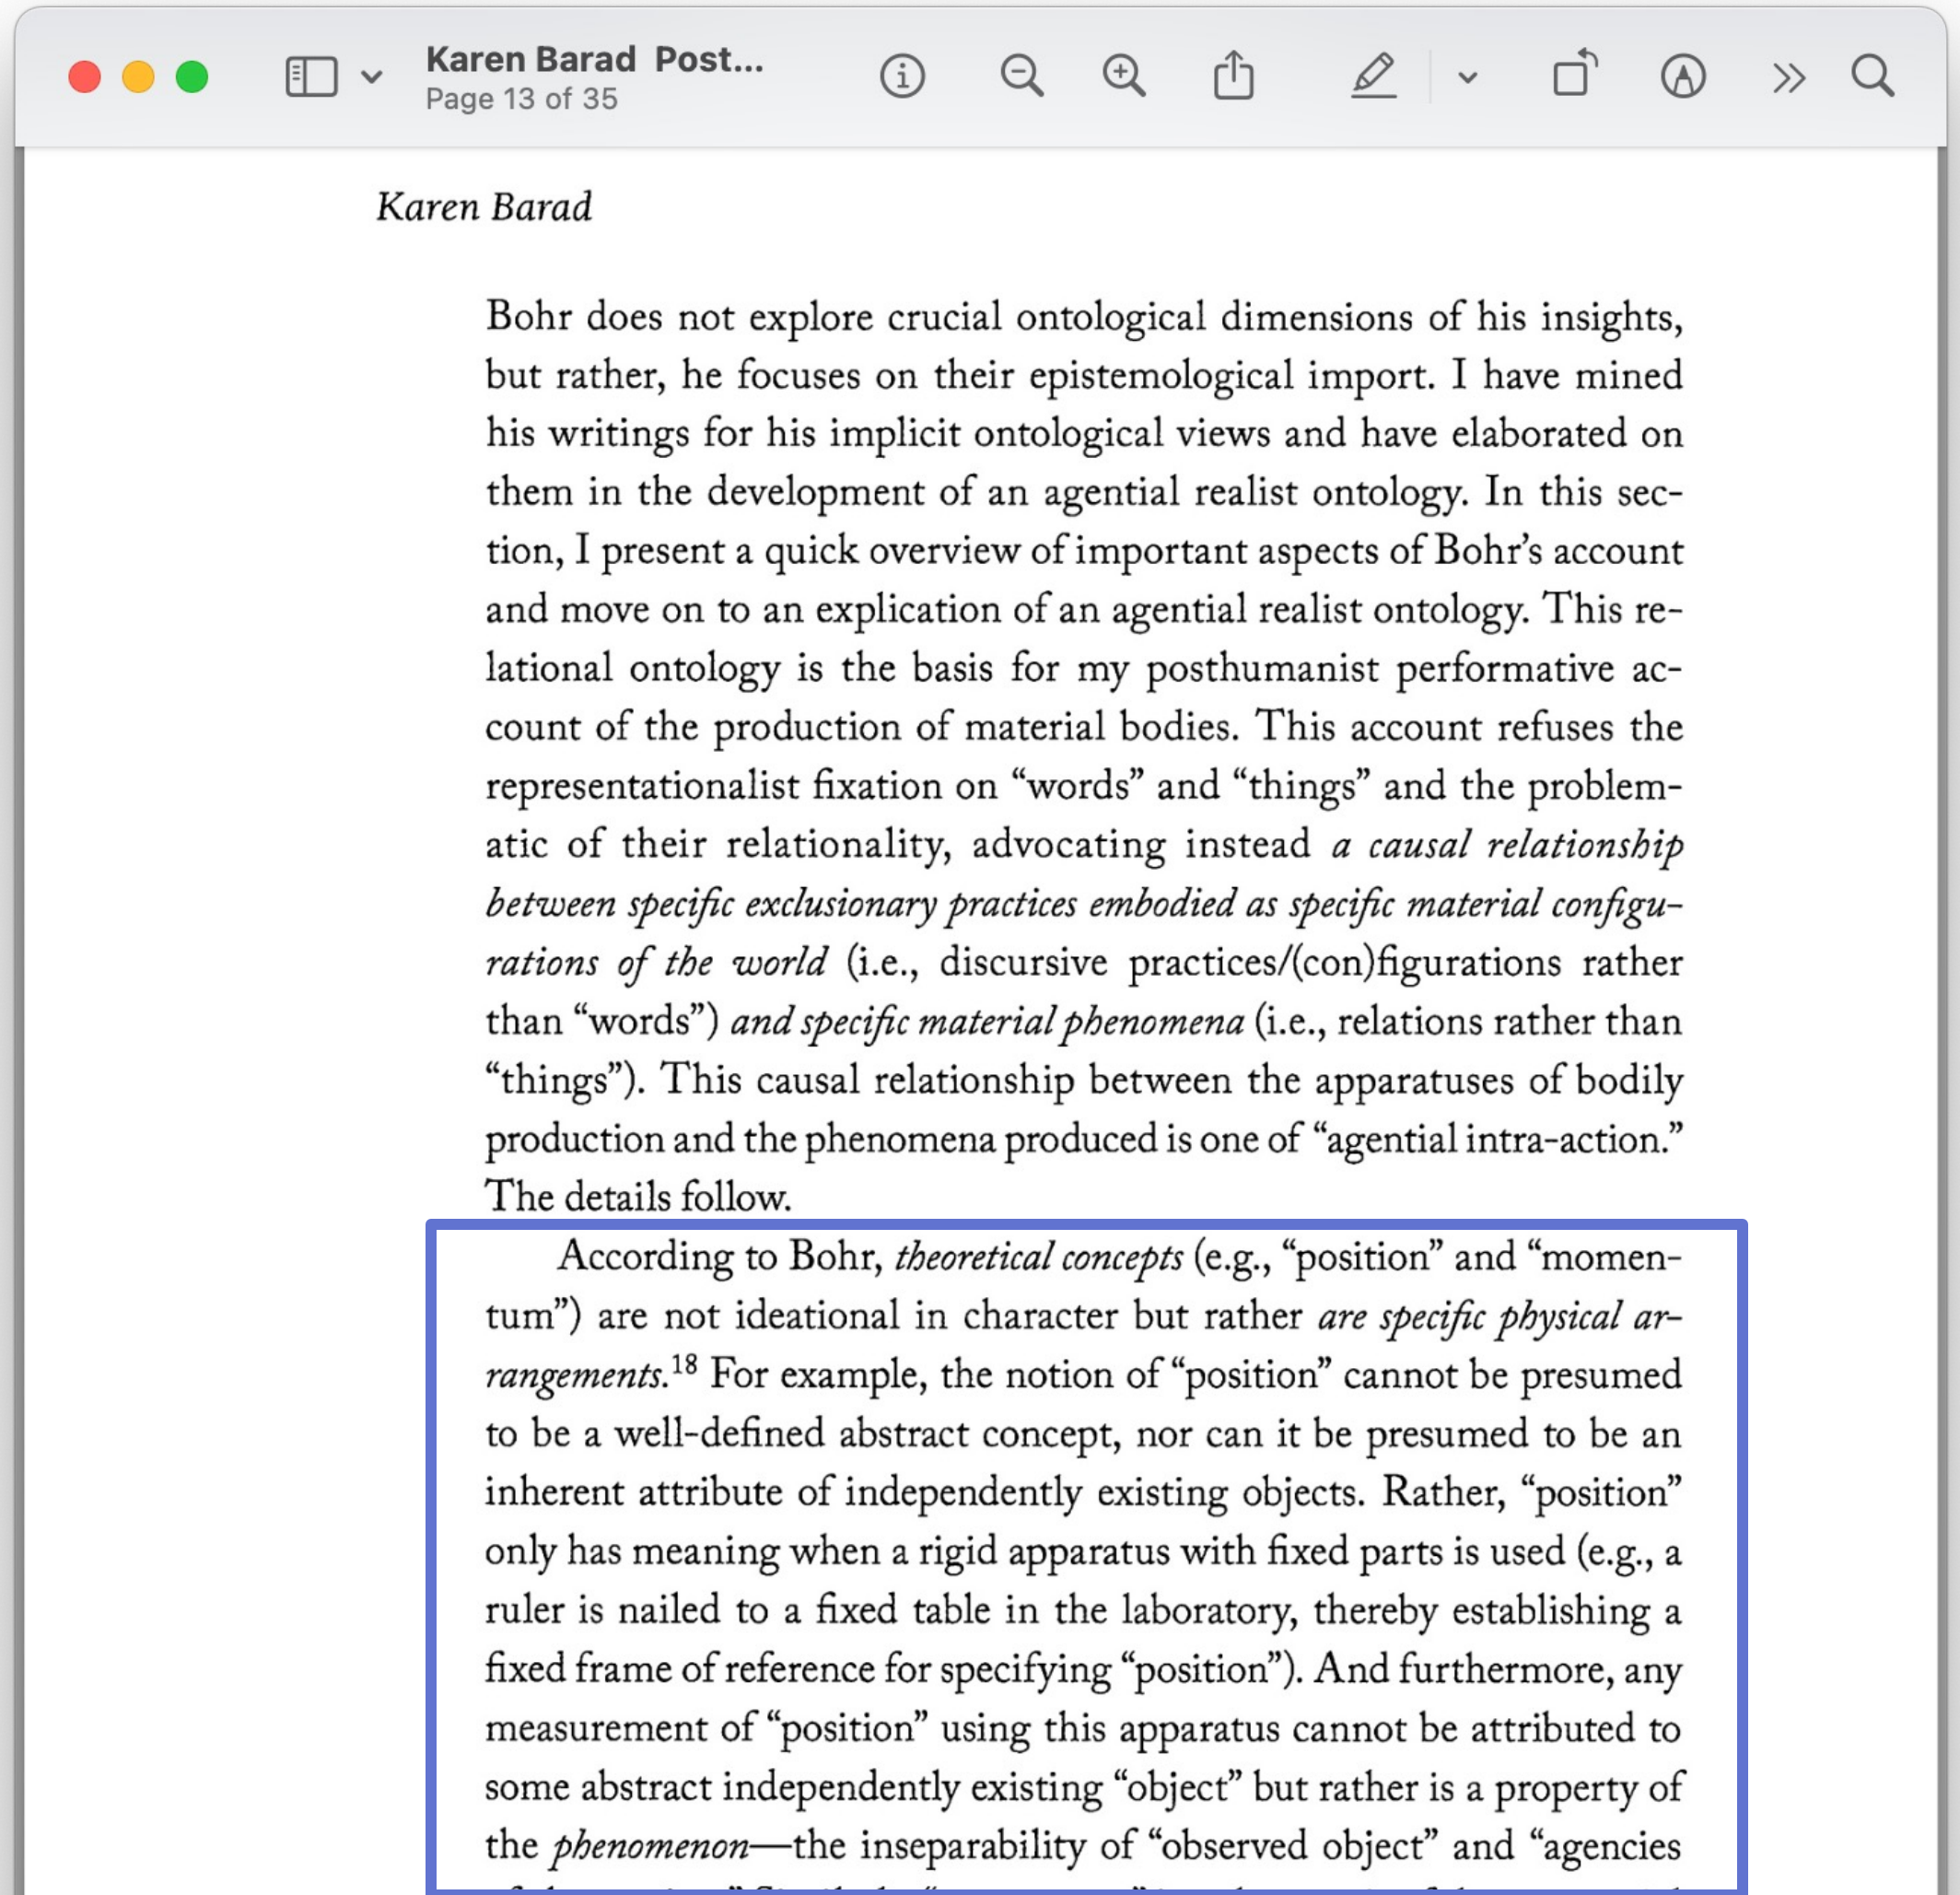 Karen Barad Post...
Page 13 of 35
Karen Barad
Bohr does not explore crucial ontological dimensions of his insights,
but rather, he focuses on their epistemological import. I have mined
his writings for his implicit ontological views and have elaborated on
them in the development of an agential realist ontology. In this sec-
tion, I present a quick overview of important aspects of Bohr’s account
and move on to an explication of an agential realist ontology. This re-
lational ontology is the basis for my posthumanist performative ac-
count of the production of material bodies. This account refuses the
representationalist fixation on “words” and “things” and the problem-
atic of their relationality, advocating instead a causal relationship
between specific exclusionary practices embodied as specific material configu-
rations of the world (i.e., discursive practices/(con)figurations rather
than “words”) and specific material phenomena (i.e., relations rather than
“things”). This causal relationship between the apparatuses of bodily
production and the phenomena produced is one of “agential intra-action.”
The details follow.
According to Bohr, theoretical concepts (e.g., “position” and “momen-
tum”) are not ideational in character but rather are specific physical ar-
rangements.18 For example, the notion of “position” cannot be presumed
to be a well-defined abstract concept, nor can it be presumed to be an
inherent attribute of independently existing objects. Rather, “position”
only has meaning when a rigid apparatus with fixed parts is used (e.g., a
ruler is nailed to a fixed table in the laboratory, thereby establishing a
fixed frame of reference for specifying “position”). And furthermore, any
measurement of “position” using this apparatus cannot be attributed to
some abstract independently existing “object” but rather is a property of
the phenomenon—the inseparability of “observed object” and “agencies